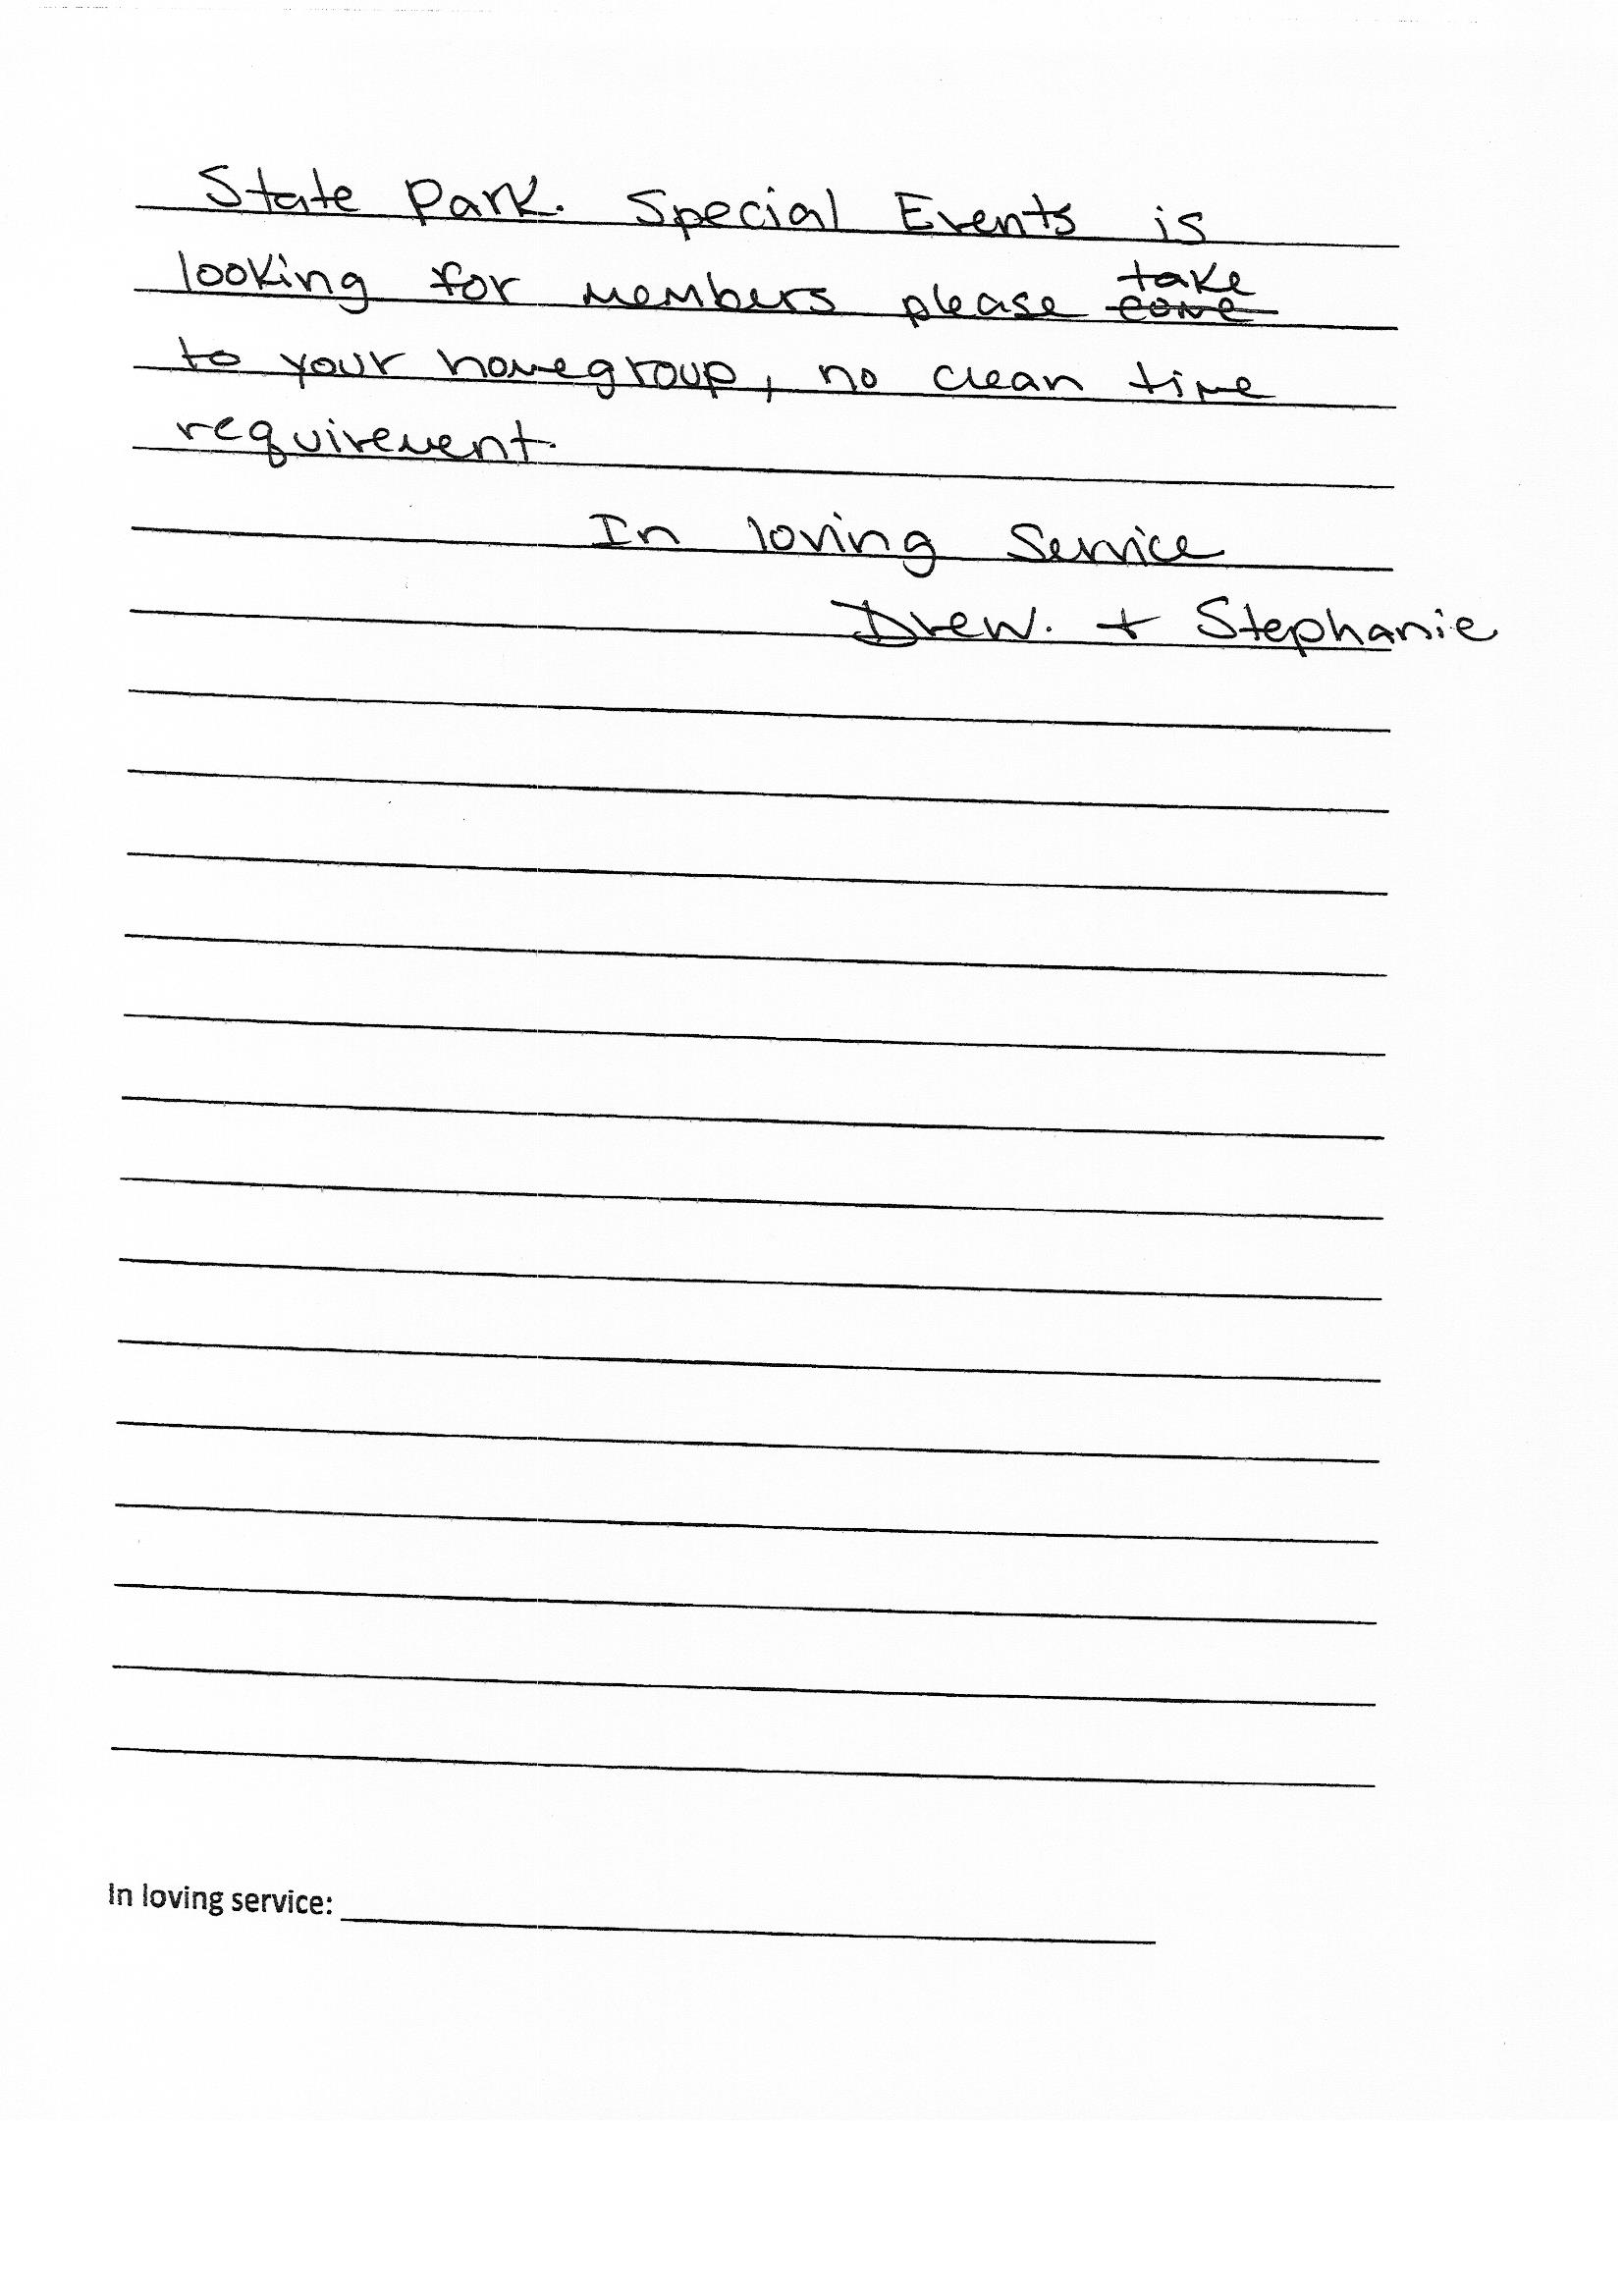 State Park. Special Events is
looking for members please ~~come~~ take
to your homegroup, no clean time
requirement.
In loving Service
Drew. + Stephanie
In loving service: